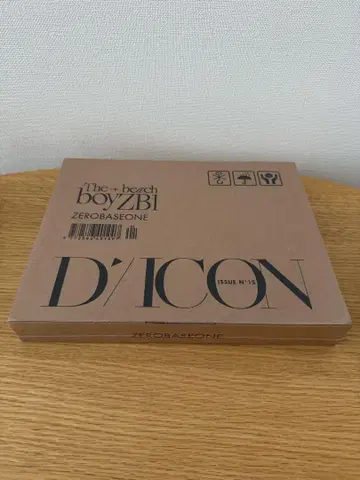 The beach
boyZB1
ZEROBASEONE
D'/ICON
ISSUE N°15
ZEROBASEONE